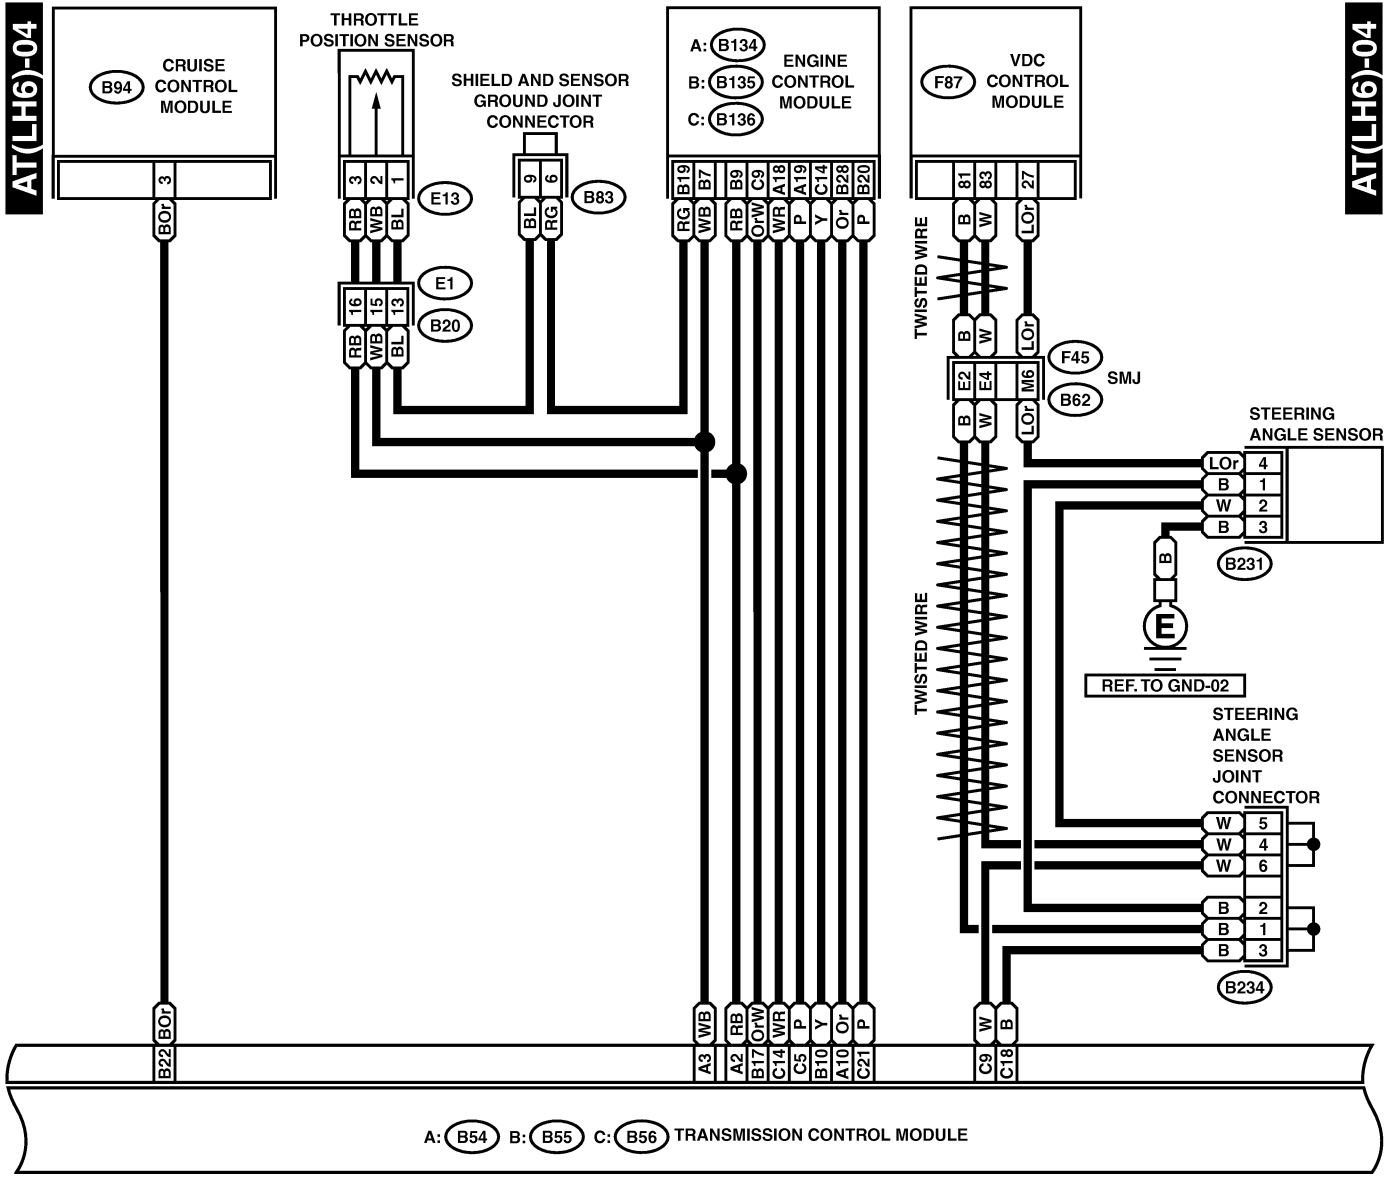 AT(LH6)-04
AT(LH6)-04
B94
CRUISE
CONTROL
MODULE
3
BOr
THROTTLE
POSITION SENSOR
3 2 1
E13
RB WB BL
E1
16 15 13
B20
RB WB BL
SHIELD AND SENSOR
GROUND JOINT
CONNECTOR
9 6
B83
BL RG
A: B134
B: B135
C: B136
ENGINE
CONTROL
MODULE
B19 B7 B9 C9 A18 A19 C14 B28 B20
RG WB RB OrW WR P Y Or P
F87
VDC
CONTROL
MODULE
81 83 27
B W LOr
TWISTED WIRE
B W LOr
F45
E2 E4 M6
SMJ
B62
B W LOr
TWISTED WIRE
STEERING
ANGLE SENSOR
LOr 4
B 1
W 2
B 3
B231
B
E
REF. TO GND-02
STEERING
ANGLE
SENSOR
JOINT
CONNECTOR
W 5
W 4
W 6
B 2
B 1
B 3
B234
BOr WB RB OrW WR P Y Or P W B
B22 A3 A2 B17 C14 C5 B10 A10 C21 C9 C18
A: B54 B: B55 C: B56 TRANSMISSION CONTROL MODULE